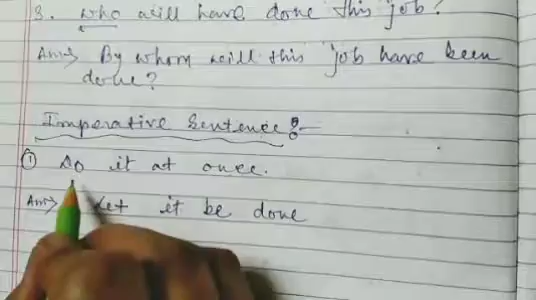 3. who will have done this job?
Ans→ By whom will this job have been
done?
Imperative Sentence :-
① Do it at once.
Ans→ Let it be done